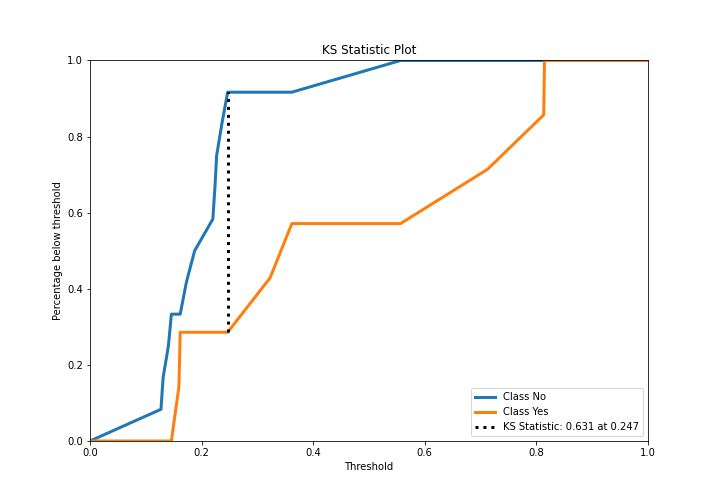 KS Statistic Plot
1.0
0.8
0.6
0.4
0.2
0.0
Percentage below threshold
0.0 0.2 0.4 0.6 0.8 1.0
Threshold
Class No
Class Yes
KS Statistic: 0.631 at 0.247